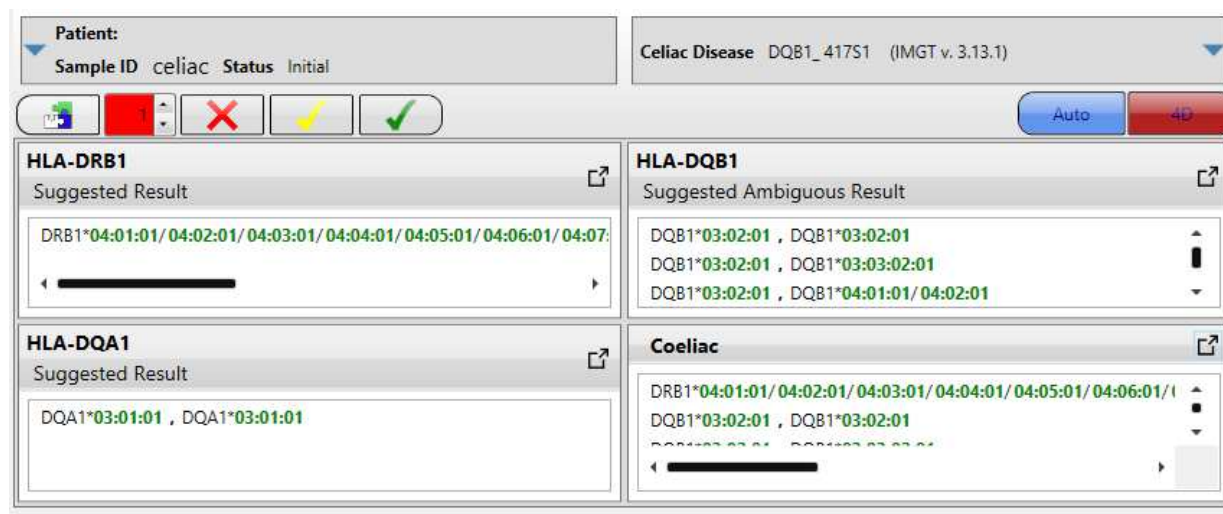 Patient:
Sample ID celiac Status Initial
Celiac Disease DQB1_417S1 (IMGT v. 3.13.1)
1
Auto
4D
HLA-DRB1
Suggested Result
DRB1*04:01:01/04:02:01/04:03:01/04:04:01/04:05:01/04:06:01/04:07:
HLA-DQB1
Suggested Ambiguous Result
DQB1*03:02:01 , DQB1*03:02:01
DQB1*03:02:01 , DQB1*03:03:02:01
DQB1*03:02:01 , DQB1*04:01:01/04:02:01
HLA-DQA1
Suggested Result
DQA1*03:01:01 , DQA1*03:01:01
Coeliac
DRB1*04:01:01/04:02:01/04:03:01/04:04:01/04:05:01/04:06:01/
DQB1*03:02:01 , DQB1*03:02:01